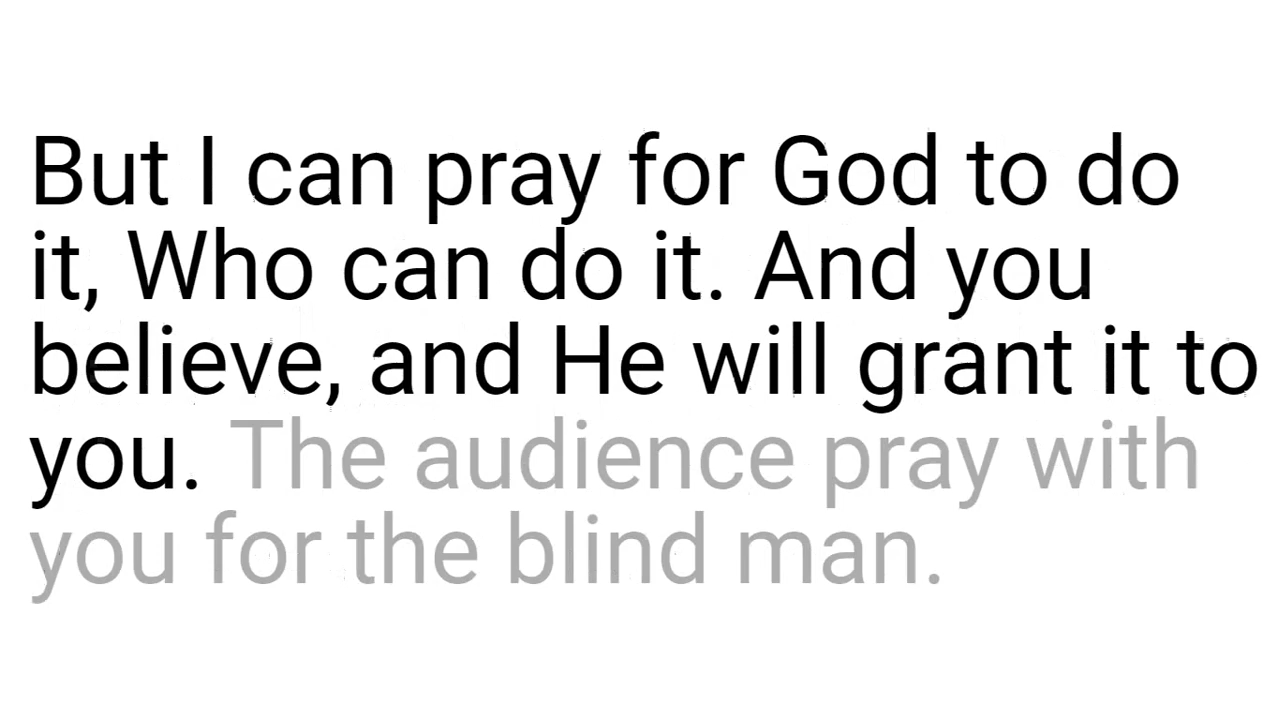 But I can pray for God to do
it, Who can do it. And you
believe, and He will grant it to
you. The audience pray with
you for the blind man.